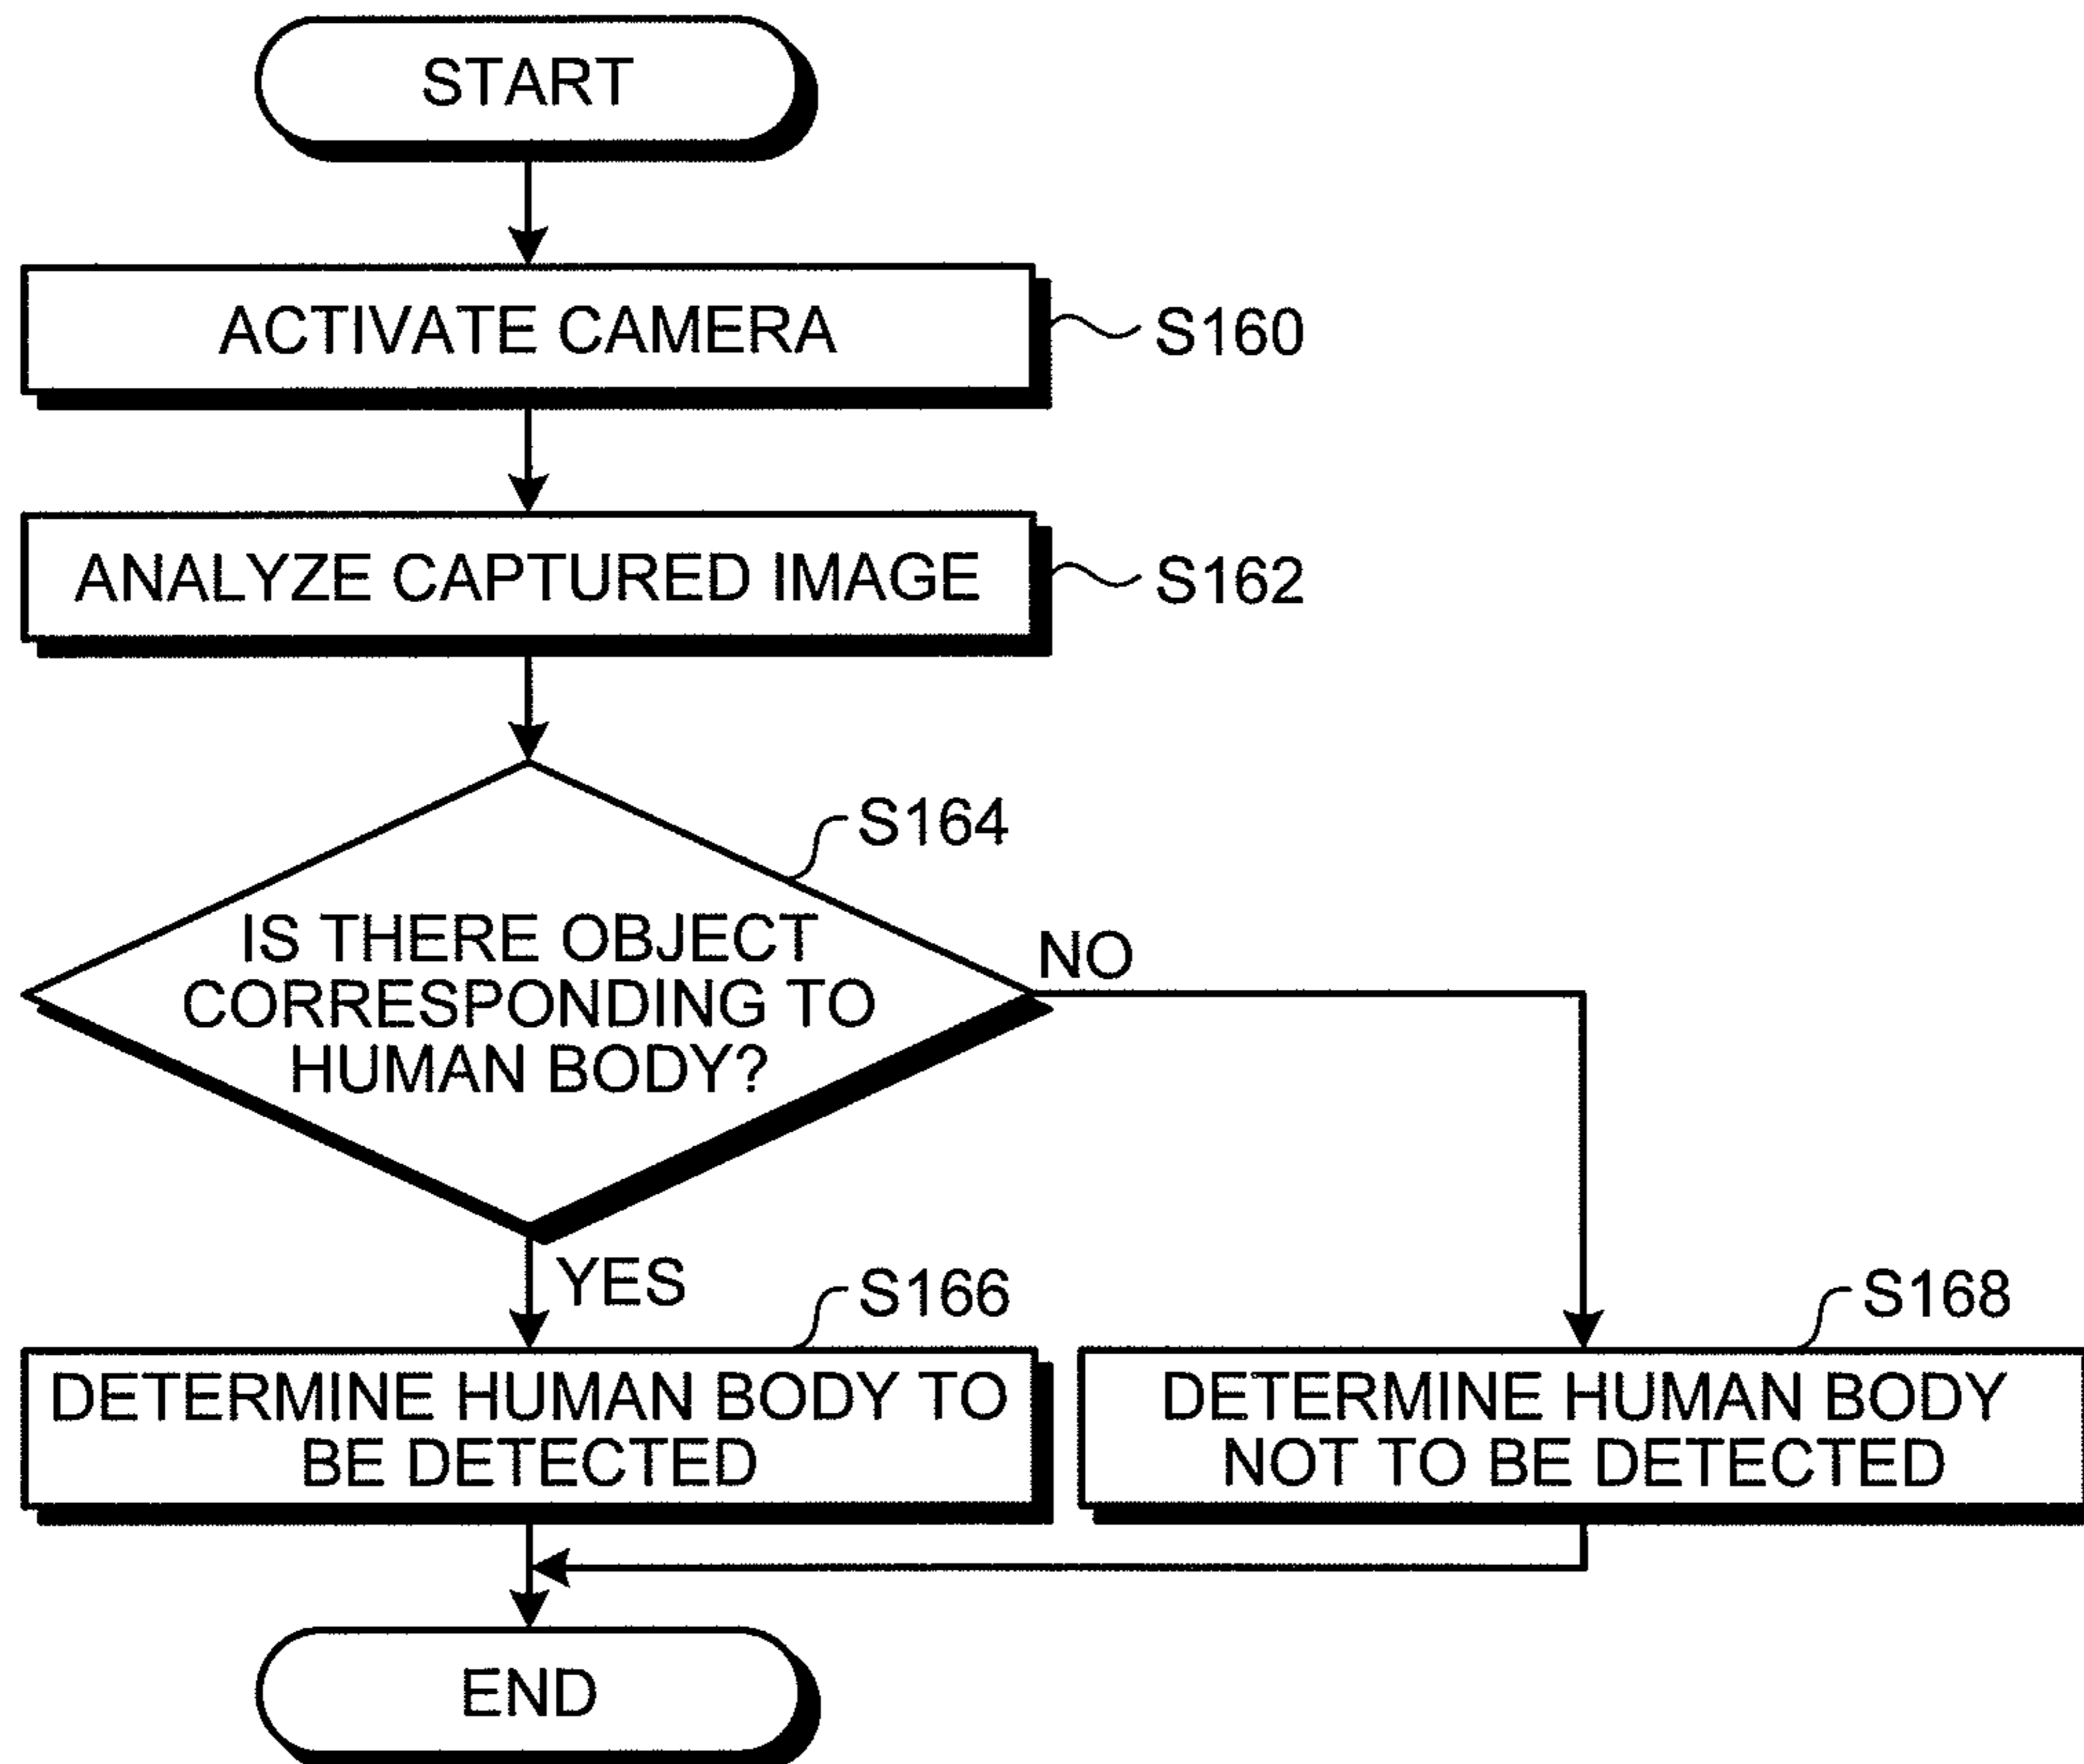 START
ACTIVATE CAMERA
S160
ANALYZE CAPTURED IMAGE
S162
S164
IS THERE OBJECT
CORRESPONDING TO
HUMAN BODY?
NO
YES
S166
S168
DETERMINE HUMAN BODY TO
BE DETECTED
DETERMINE HUMAN BODY
NOT TO BE DETECTED
END